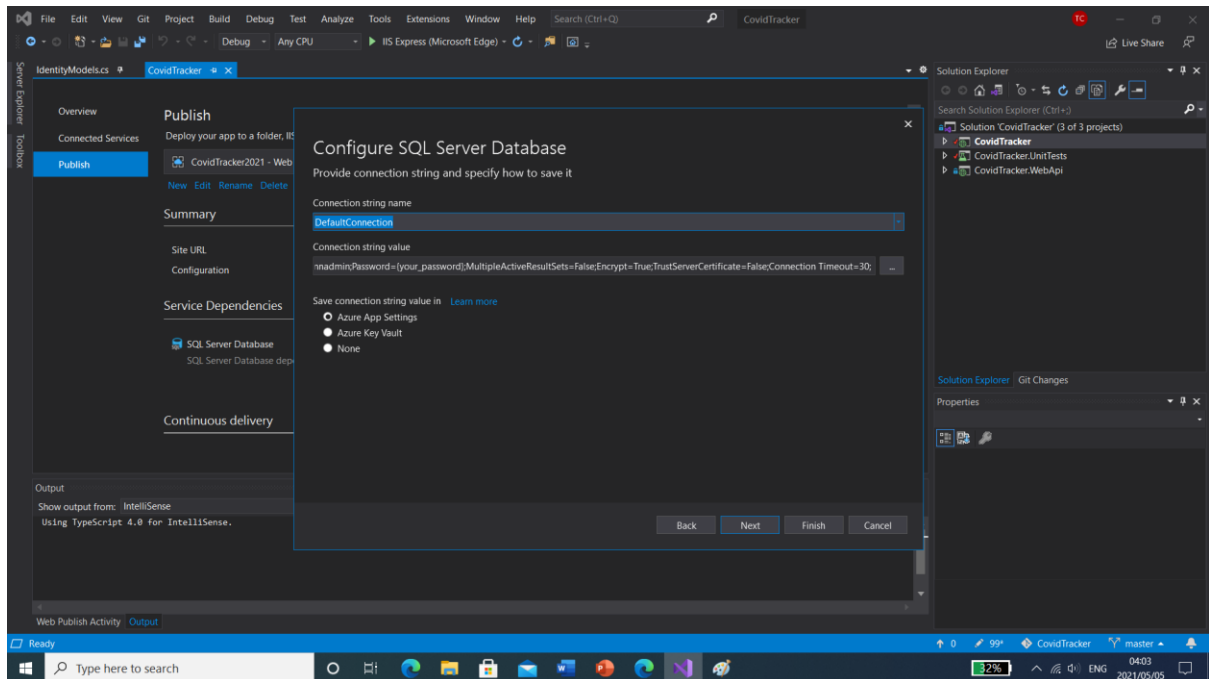 File Edit View Git Project Build Debug Test Analyze Tools Extensions Window Help Search (Ctrl+Q) CovidTracker TC
Debug Any CPU IIS Express (Microsoft Edge) Live Share
Server Explorer
Toolbox
IdentityModels.cs CovidTracker
Overview
Connected Services
Publish
Publish
Deploy your app to a folder, IIS
CovidTracker2021 - Web
New Edit Rename Delete
Summary
Site URL
Configuration
Service Dependencies
SQL Server Database
SQL Server Database dep
Continuous delivery
Configure SQL Server Database
Provide connection string and specify how to save it
Connection string name
DefaultConnection
Connection string value
nnadmin;Password={your_password};MultipleActiveResultSets=False;Encrypt=True;TrustServerCertificate=False;Connection Timeout=30;
...
Save connection string value in Learn more
Azure App Settings
Azure Key Vault
None
Back Next Finish Cancel
Solution Explorer
Search Solution Explorer (Ctrl+;)
Solution 'CovidTracker' (3 of 3 projects)
CovidTracker
CovidTracker.UnitTests
CovidTracker.WebApi
Solution Explorer Git Changes
Properties
Output
Show output from: IntelliSense
Using TypeScript 4.0 for IntelliSense.
Web Publish Activity Output
Ready 0 99+ CovidTracker master
Type here to search 32% ENG 04:03
2021/05/05